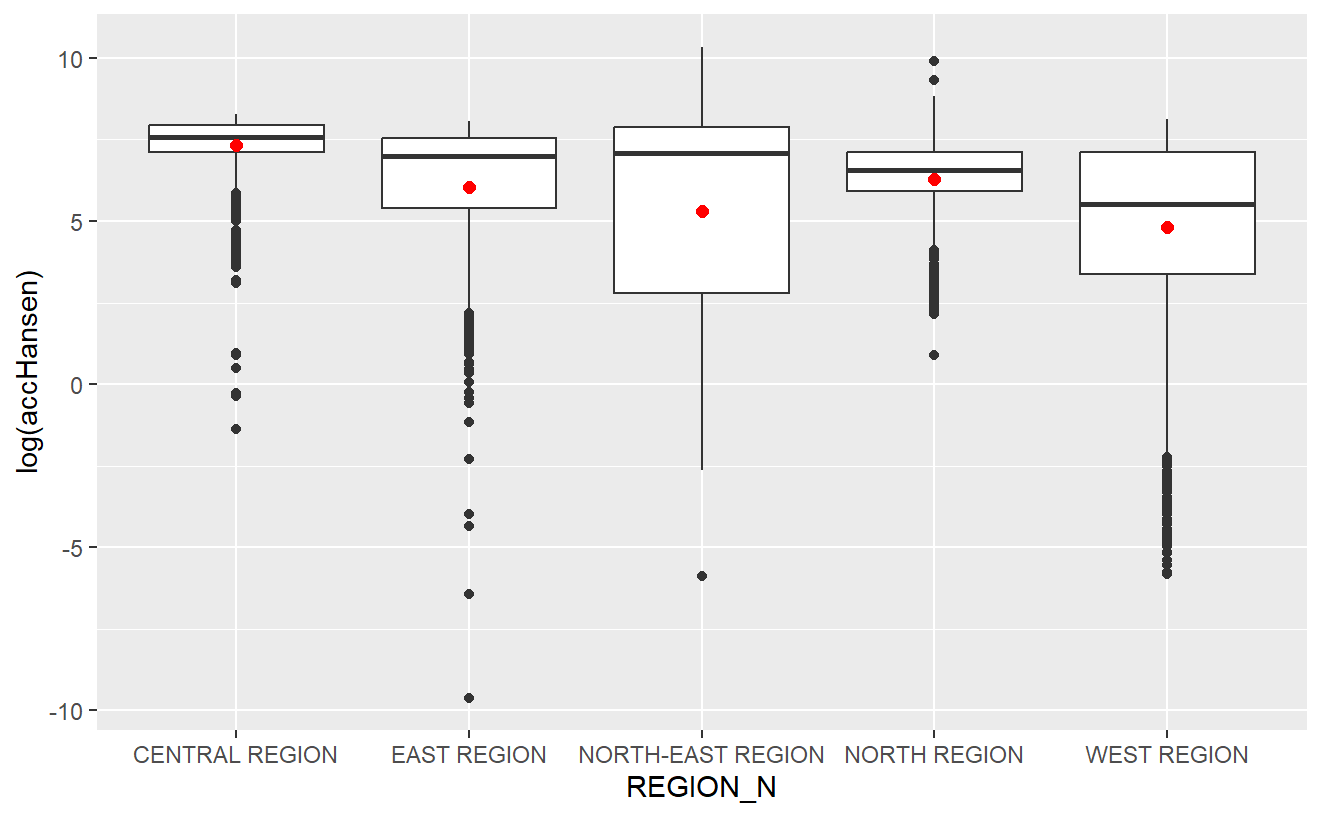 log(accHansen)
10
5
0
-5
-10
CENTRAL REGION EAST REGION NORTH-EAST REGION NORTH REGION WEST REGION
REGION_N